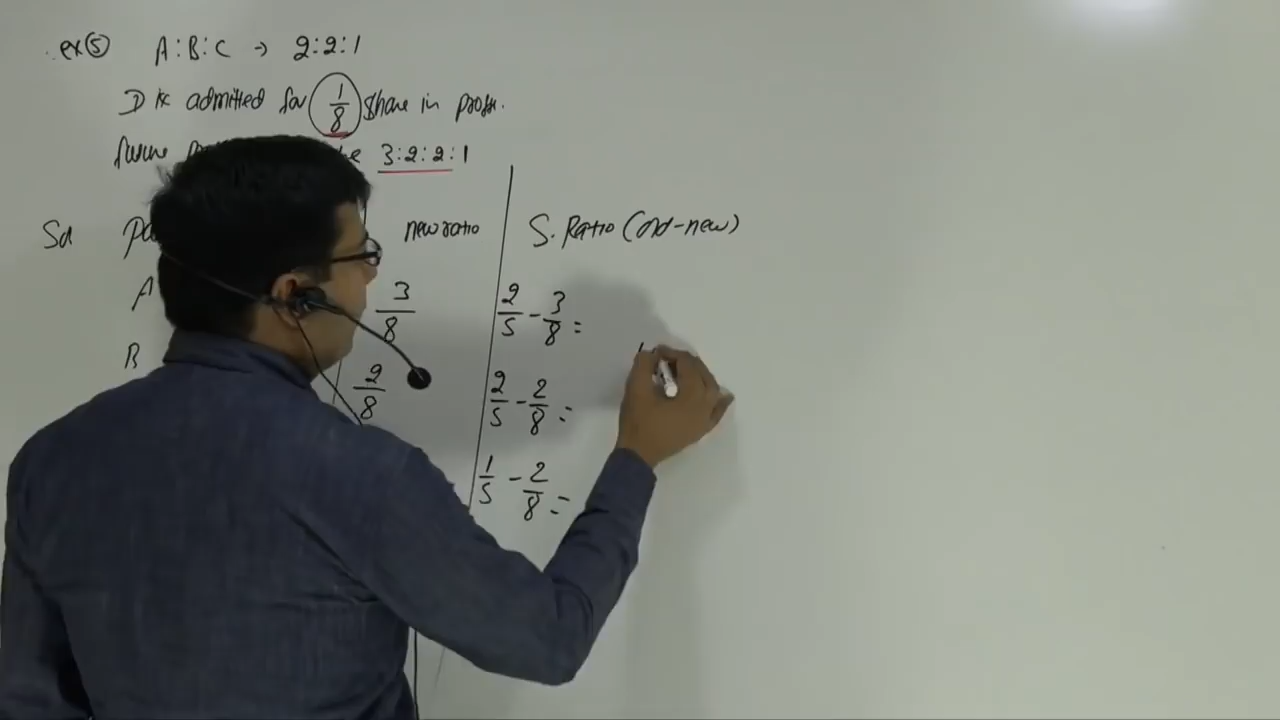 ex⑤ A:B:C → 2:2:1
D is admitted for 1/8 share in profit.
3:2:2:1
Sol new ratio S. Ratio (old-new)
A 3/8 2/5 - 3/8 =
B 2/8 2/5 - 2/8 =
1/5 - 2/8 =